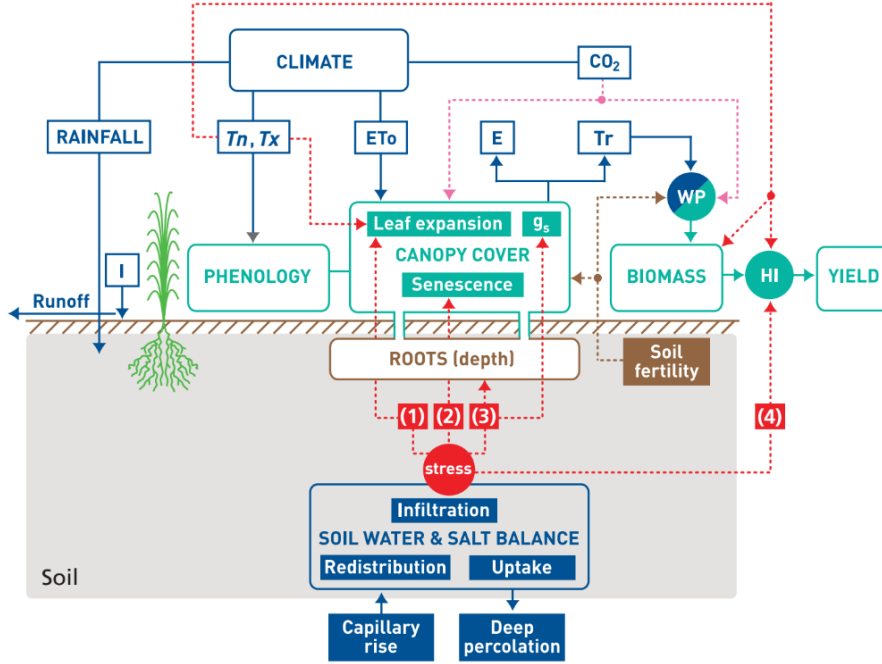 CLIMATE
CO₂
RAINFALL
Tn, Tx
ETo
E
Tr
WP
Leaf expansion
gs
CANOPY COVER
Senescence
PHENOLOGY
I
BIOMASS
HI
YIELD
Runoff
ROOTS (depth)
Soil
fertility
(1)
(2)
(3)
(4)
stress
Infiltration
SOIL WATER & SALT BALANCE
Redistribution
Uptake
Soil
Capillary
rise
Deep
percolation